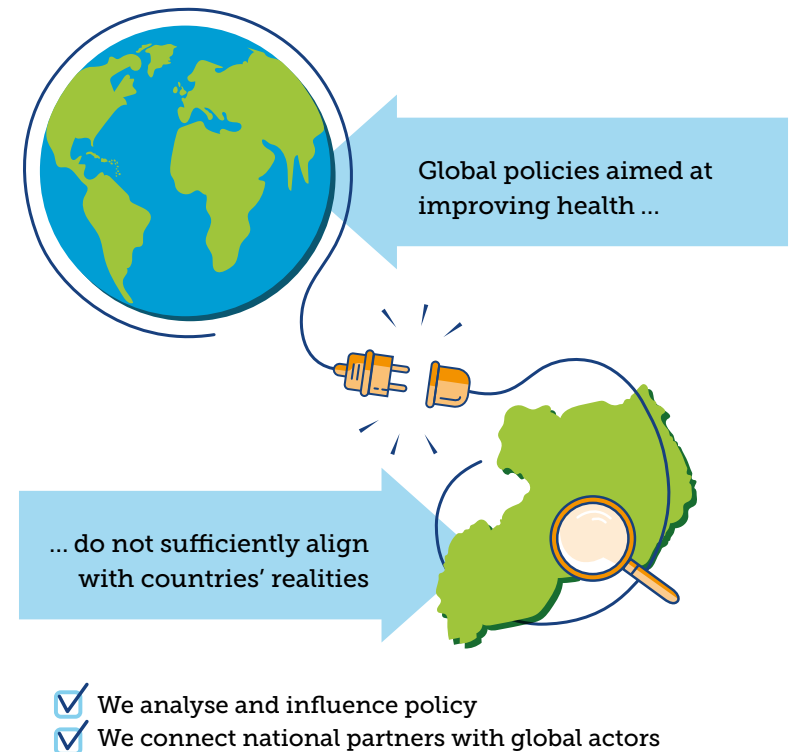 Global policies aimed at
improving health ...
... do not sufficiently align
with countries’ realities
We analyse and influence policy
We connect national partners with global actors